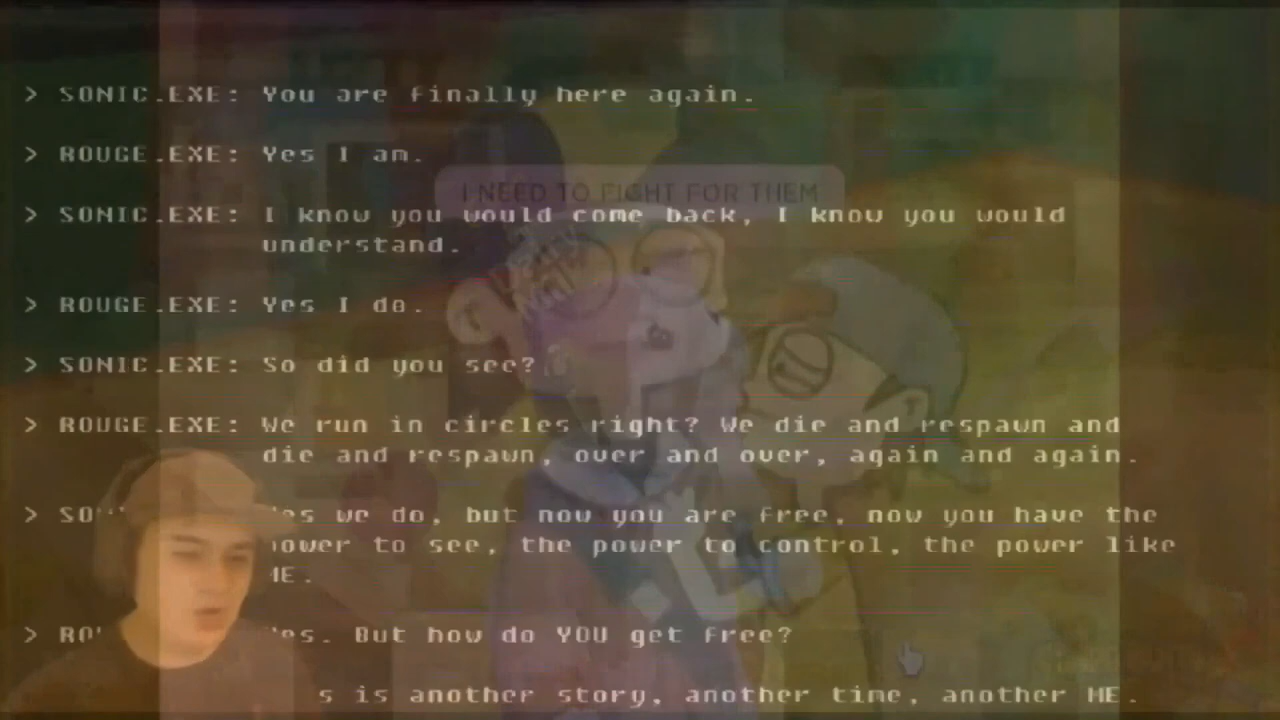 > SONIC.EXE: You are finally here again.
> ROUGE.EXE: Yes I am.
I NEED TO FIGHT FOR THEM
> SONIC.EXE: I know you would come back, I know you would
understand.
> ROUGE.EXE: Yes I do.
> SONIC.EXE: So did you see?
> ROUGE.EXE: We run in circles right? We die and respawn and
die and respawn, over and over, again and again.
> SO es we do, but now you are free, now you have the
ower to see, the power to control, the power like
ME.
> RO es. But how do YOU get free?
s is another story, another time, another ME.